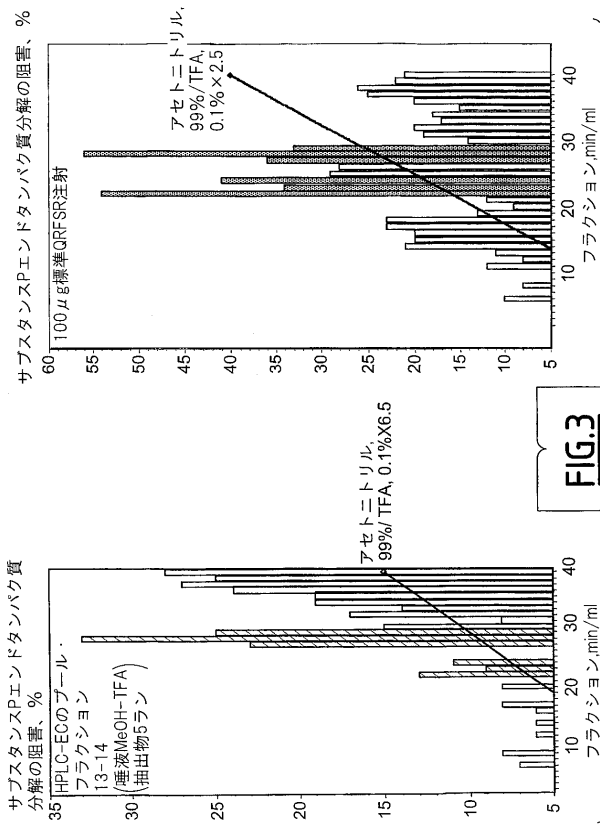 サブスタンスPエンドタンパク質
分解の阻害、%
35
30
25
20
15
10
5
HPLC-ECのプール・
フラクション
13-14
(唾液MeOH-TFA)
(抽出物5ラン)
アセトニトリル,
99%/TFA, 0.1%X6.5
10
20
30
40
フラクション,min/ml
FIG.3
サブスタンスPエンドタンパク質分解の阻害、%
60
55
50
45
40
35
30
25
20
15
10
5
100μg標準QRFSR注射
アセトニトリル,
99%/TFA,
0.1%×2.5
10
20
30
40
フラクション,min/ml